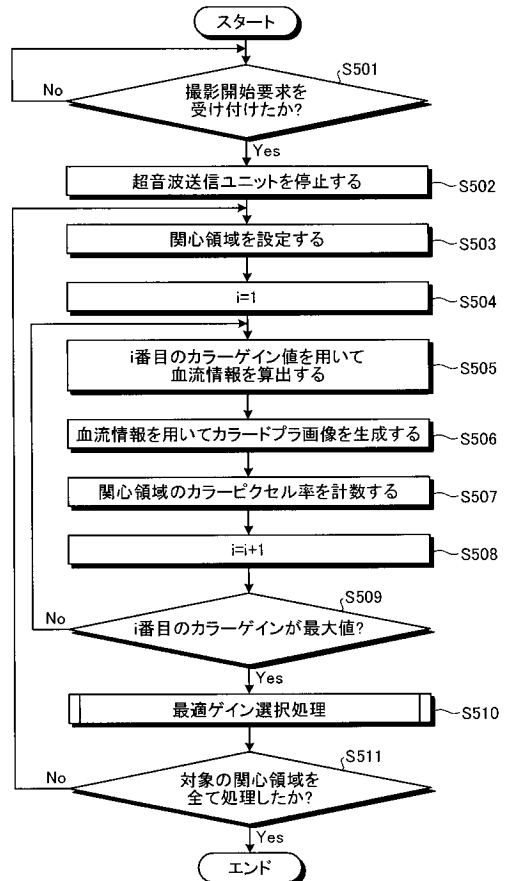 スタート
S501
No
撮影開始要求を
受け付けたか?
Yes
超音波送信ユニットを停止する
S502
関心領域を設定する
S503
i=1
S504
i番目のカラーゲイン値を用いて
血流情報を算出する
S505
血流情報を用いてカラードプラ画像を生成する
S506
関心領域のカラーピクセル率を計数する
S507
i=i+1
S508
S509
No
i番目のカラーゲインが最大値?
Yes
最適ゲイン選択処理
S510
S511
No
対象の関心領域を
全て処理したか?
Yes
エンド